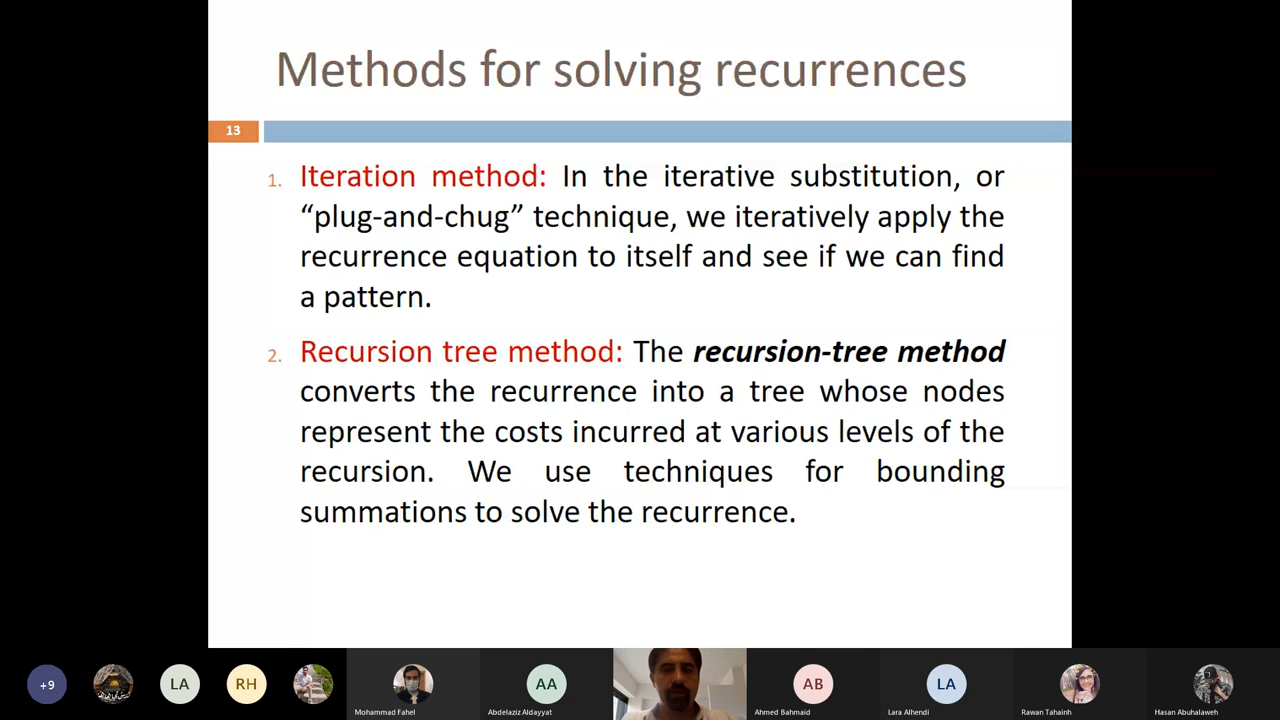 Methods for solving recurrences
13
1. Iteration method: In the iterative substitution, or
“plug-and-chug” technique, we iteratively apply the
recurrence equation to itself and see if we can find
a pattern.
2. Recursion tree method: The recursion-tree method
converts the recurrence into a tree whose nodes
represent the costs incurred at various levels of the
recursion. We use techniques for bounding
summations to solve the recurrence.
+9
LA
RH
AA
AB
LA
Mohammad Fahel
Abdelaziz Aldayyat
Ahmed Bahmaid
Lara Alhendi
Rawan Tahainh
Hasan Abuhalaweh